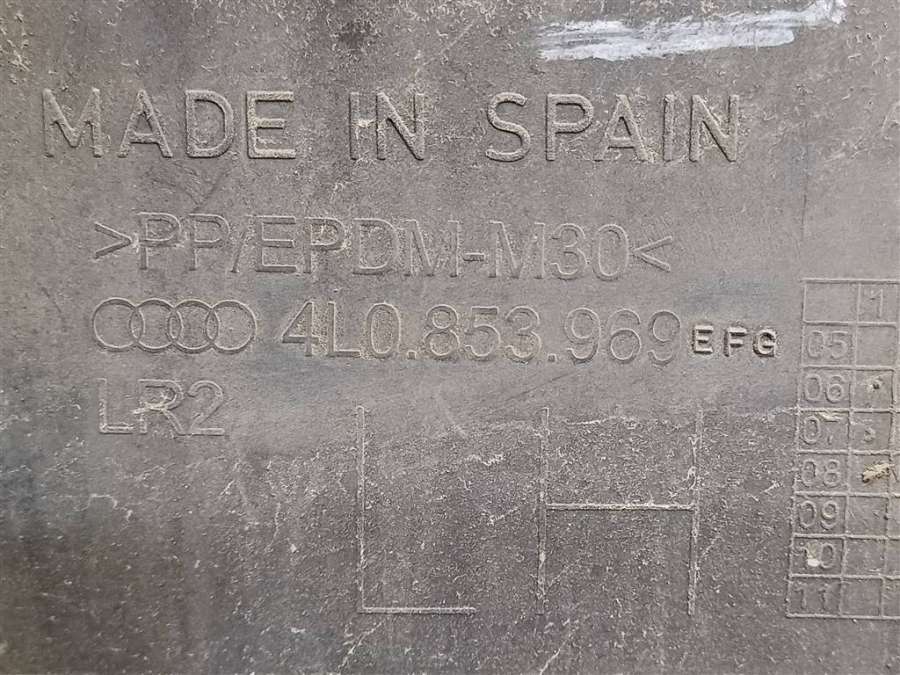 MADE IN SPAIN
>PP/EPDM-M30<
4L0.853.969 EFG
LR2
LH
1
05
06
07
08
09
10
11